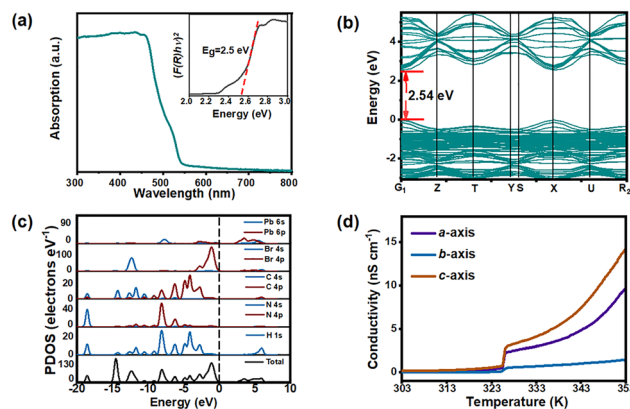 (a)
Absorption (a.u.)
300 400 500 600 700 800
Wavelength (nm)
(F(R)hν)²
Eg=2.5 eV
2.0 2.2 2.4 2.6 2.8 3.0
Energy (eV)
(b)
Energy (eV)
4
2
0
-2
2.54 eV
G₁ Z T Y S X U R₂
(c)
PDOS (electrons eV⁻¹)
90
0
100
0
20
0
40
0
20
0
130
0
Pb 6s
Pb 6p
Br 4s
Br 4p
C 4s
C 4p
N 4s
N 4p
H 1s
Total
-20 -15 -10 -5 0 5 10
Energy (eV)
(d)
Conductivity (nS cm⁻¹)
15
10
5
0
a-axis
b-axis
c-axis
303 313 323 333 343 35
Temperature (K)